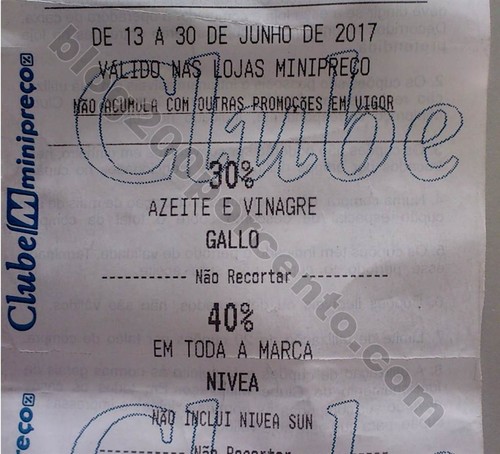 DE 13 A 30 DE JUNHO DE 2017
VALIDO NAS LOJAS MINIPREÇO
NÃO ACUMULA COM OUTRAS PROMOÇÕES EM VIGOR
Clube
30%
AZEITE E VINAGRE
GALLO
---------- Não Recortar ----------
40%
EM TODA A MARCA
NIVEA
NÃO INCLUI NIVEA SUN
Não Recortar
Clube
Clube M minipreço%
preço%
blog200porcento.com